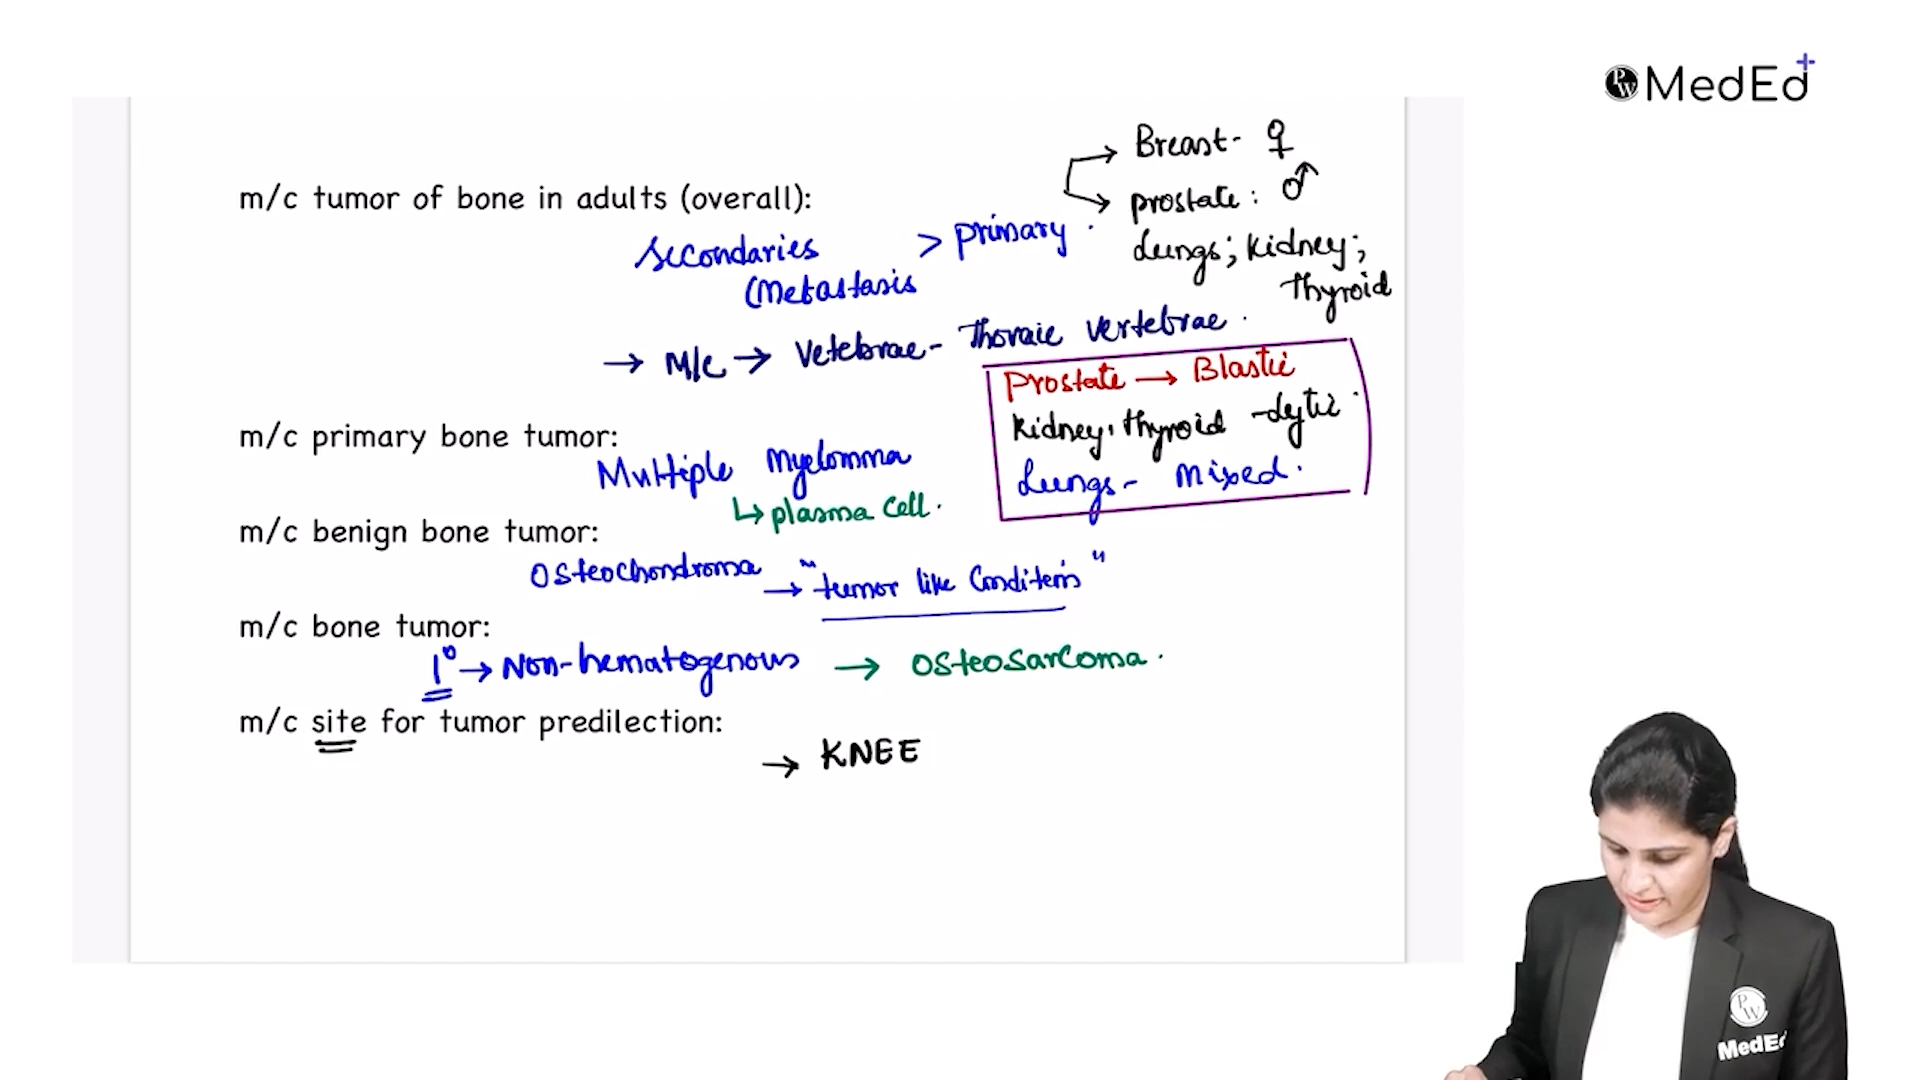 PW MedEd+
Breast- ♀
m/c tumor of bone in adults (overall):
prostate: ♂
Secondaries > primary.
(Metastasis
Lungs; kidney;
Thyroid
→ M/c → Vetebrae- Thoraic vertebrae.
Prostate → Blastic
kidney, thyroid - Lytic.
Lungs- Mixed.
m/c primary bone tumor:
Multiple Myelomma
↳ plasma cell.
m/c benign bone tumor:
Osteochondroma → "tumor like Conditions"
m/c bone tumor:
1° → Non-hematogenous → Osteosarcoma.
m/c site for tumor predilection:
→ KNEE
PW
MedEd